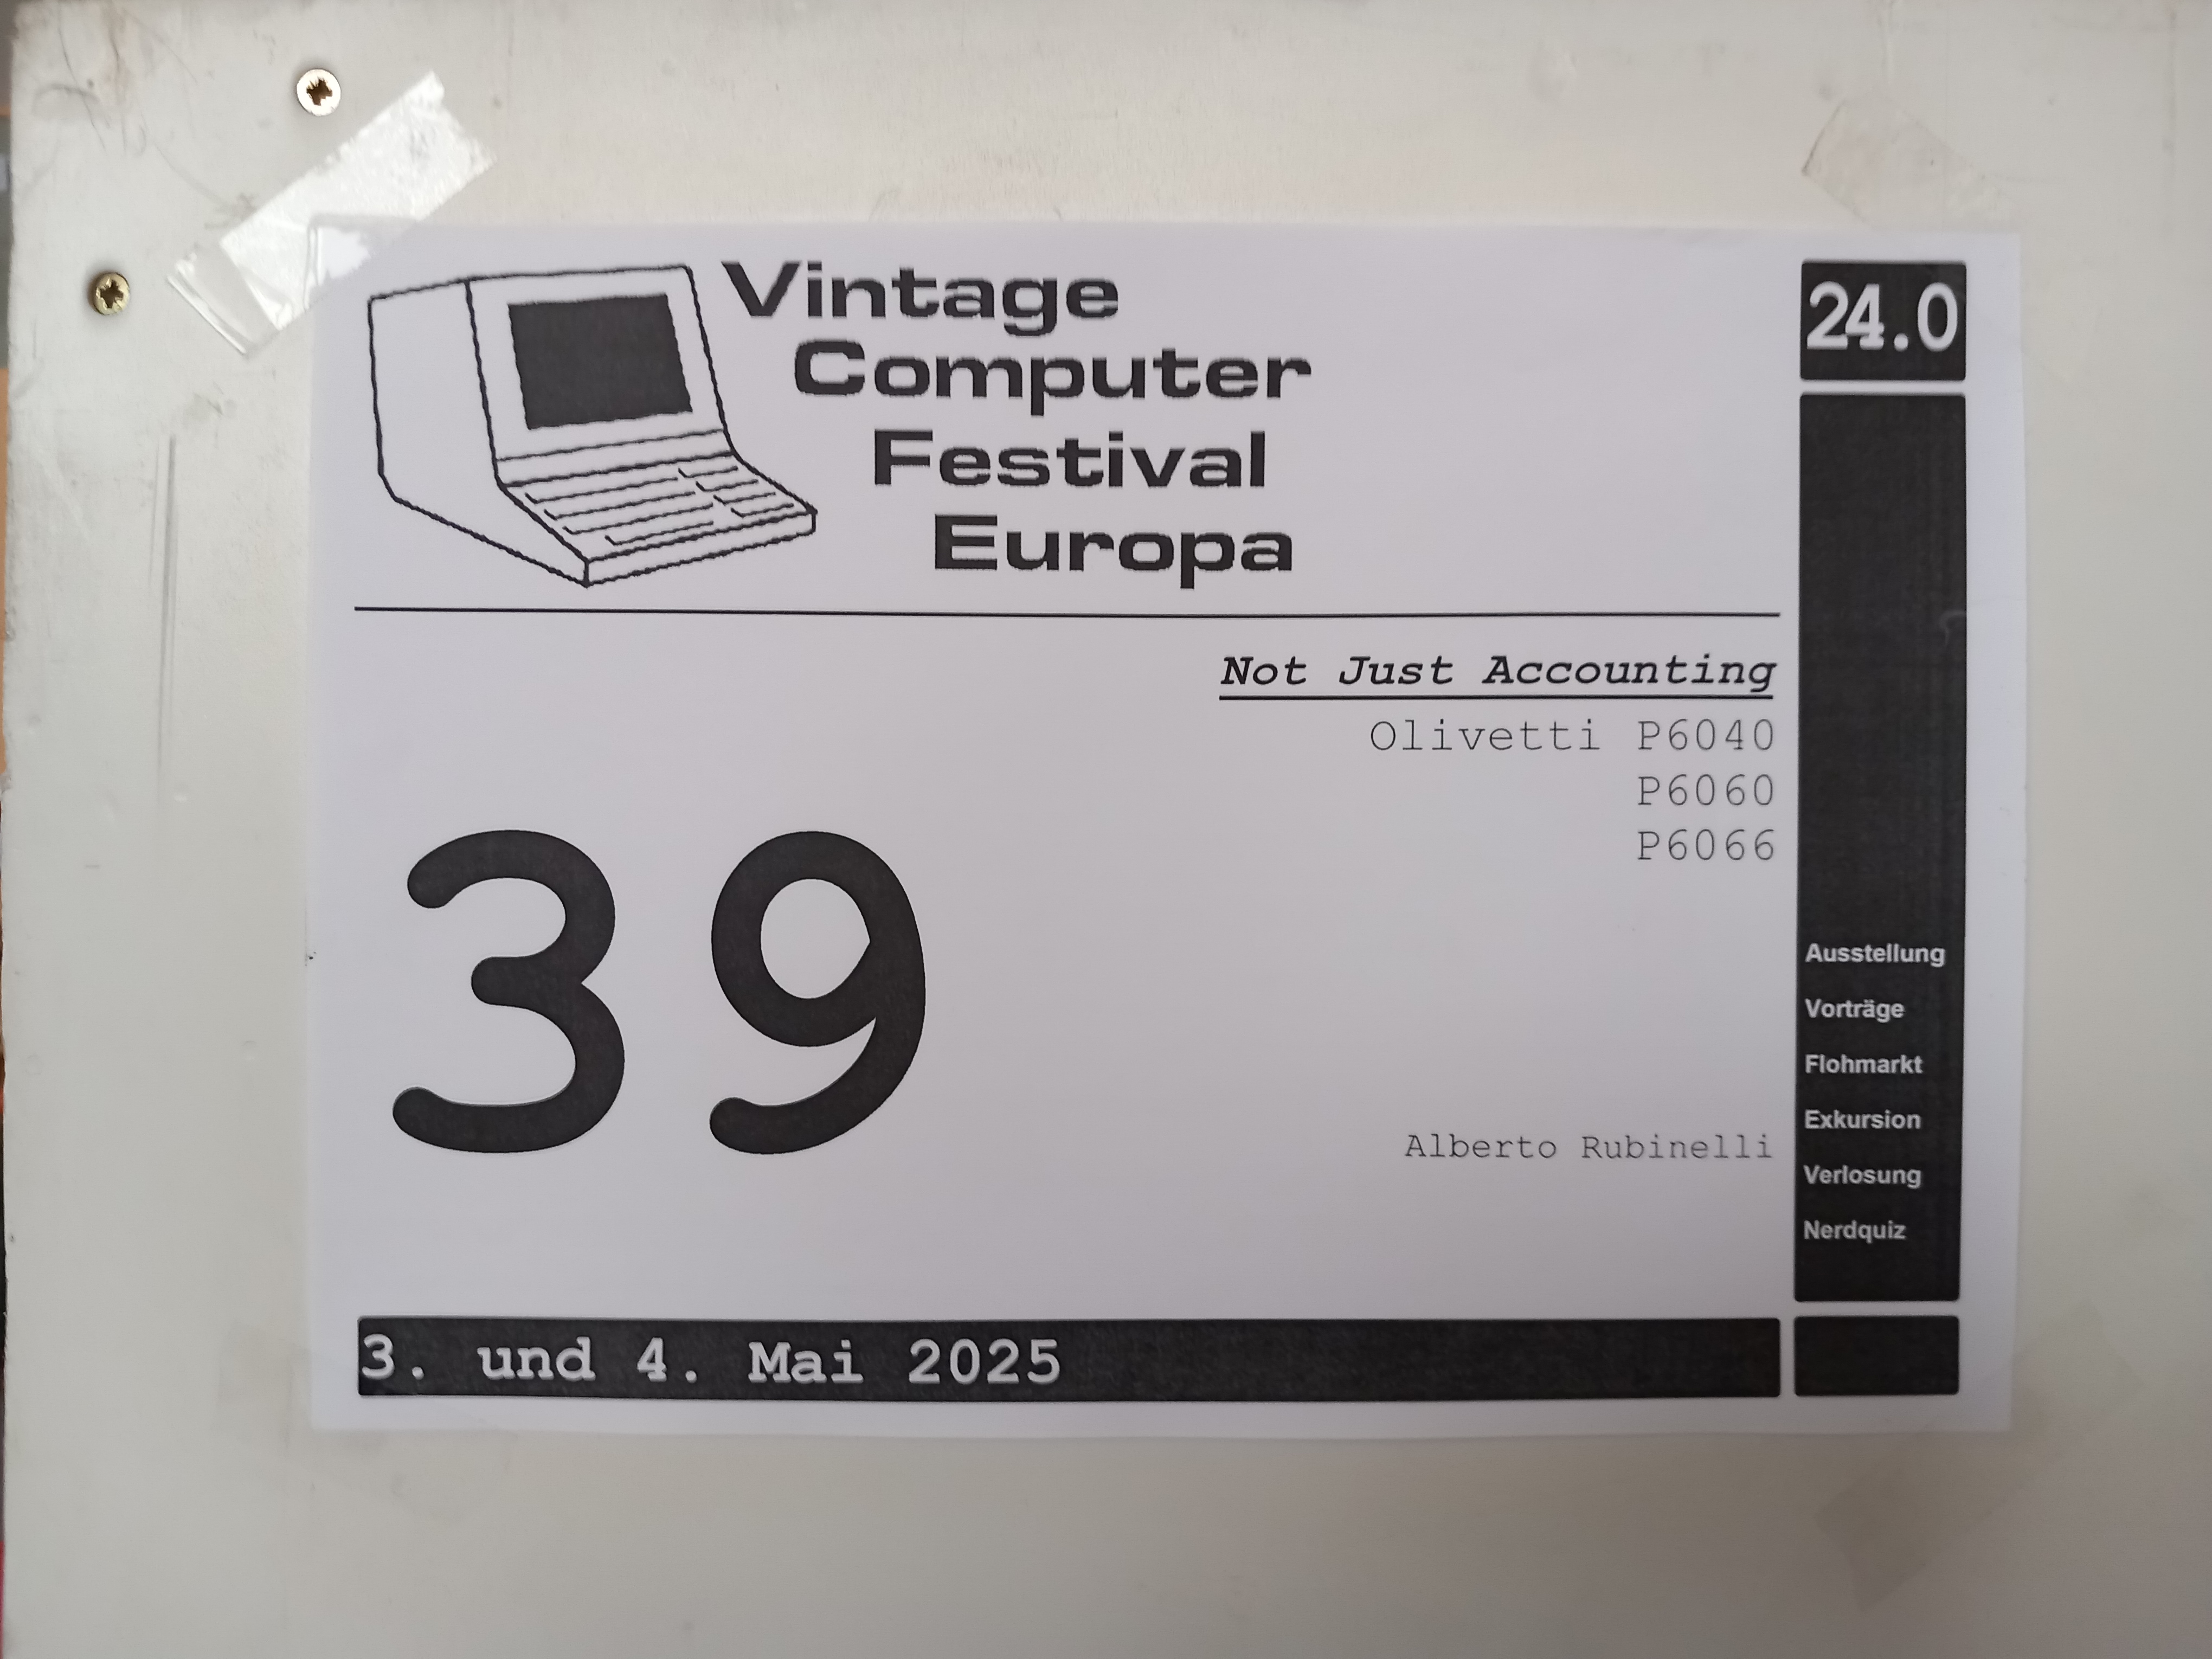 Vintage
Computer
Festival
Europa
24.0
Not Just Accounting
Olivetti P6040
P6060
P6066
39
Alberto Rubinelli
Ausstellung
Vorträge
Flohmarkt
Exkursion
Verlosung
Nerdquiz
3. und 4. Mai 2025